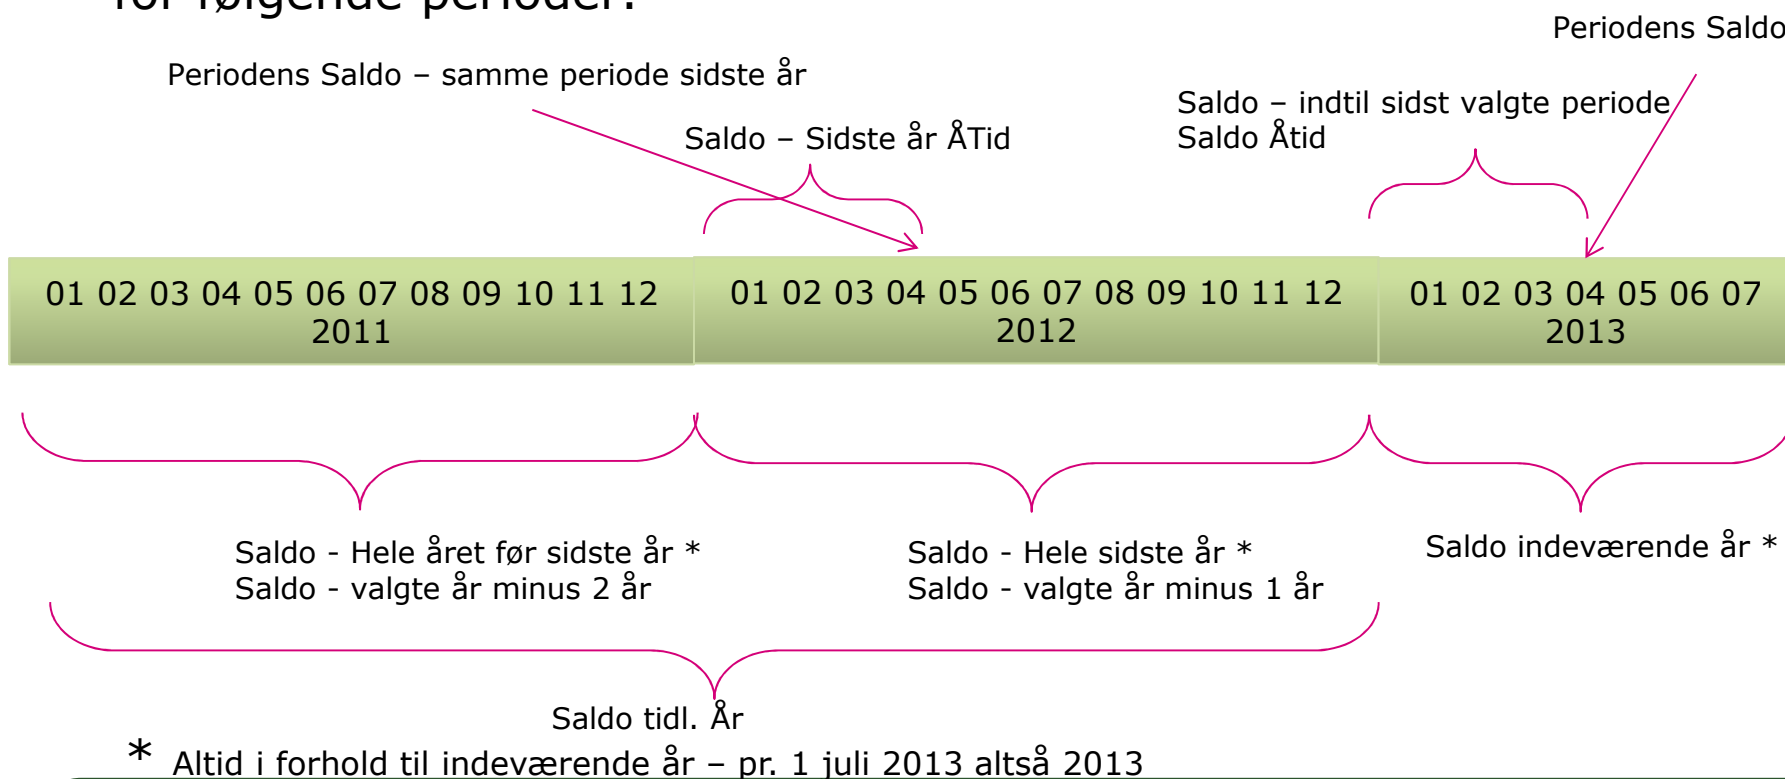 for følgende perioder:
Periodens Saldo
Periodens Saldo – samme periode sidste år
Saldo – indtil sidst valgte periode
Saldo Åtid
Saldo – Sidste år ÅTid
01 02 03 04 05 06 07 08 09 10 11 12
2011
01 02 03 04 05 06 07 08 09 10 11 12
2012
01 02 03 04 05 06 07
2013
Saldo - Hele året før sidste år *
Saldo - valgte år minus 2 år
Saldo - Hele sidste år *
Saldo - valgte år minus 1 år
Saldo indeværende år *
Saldo tidl. År
* Altid i forhold til indeværende år – pr. 1 juli 2013 altså 2013